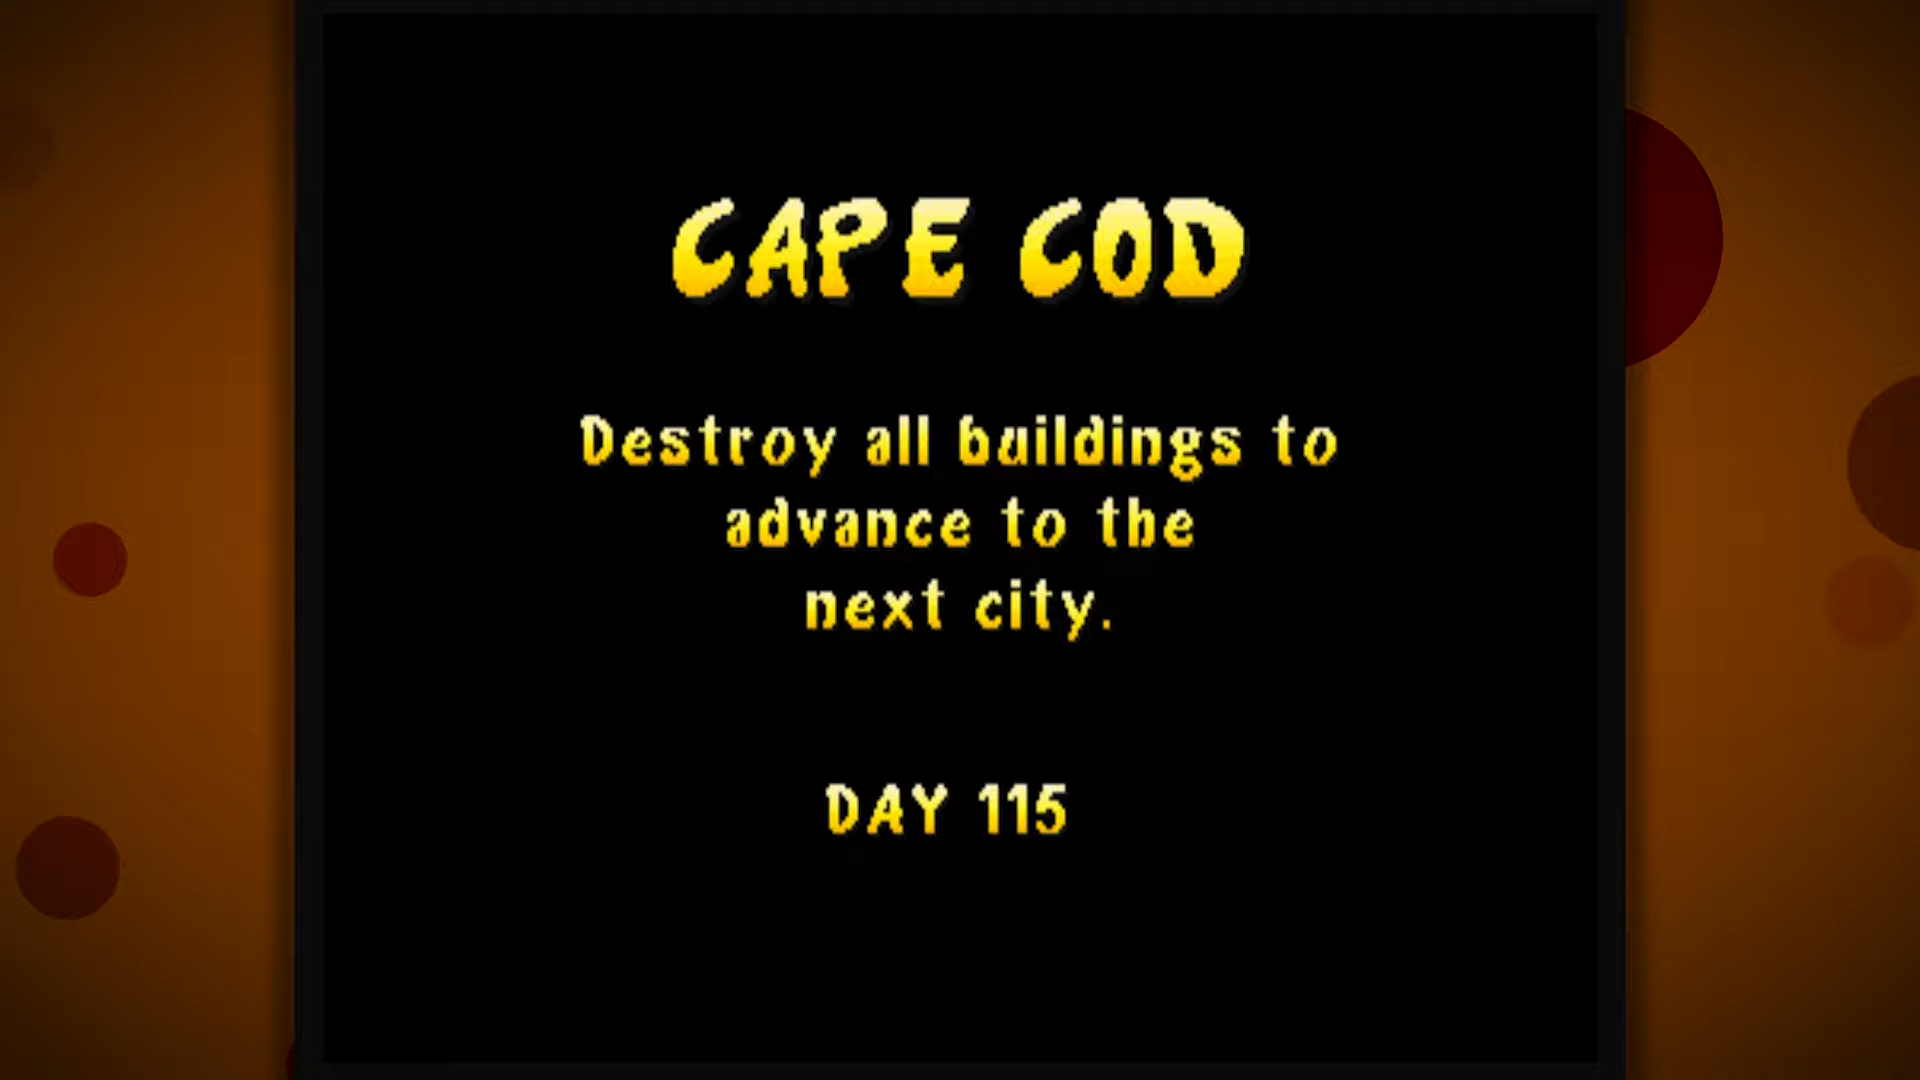 CAPE COD
Destroy all buildings to
advance to the
next city.
DAY 115